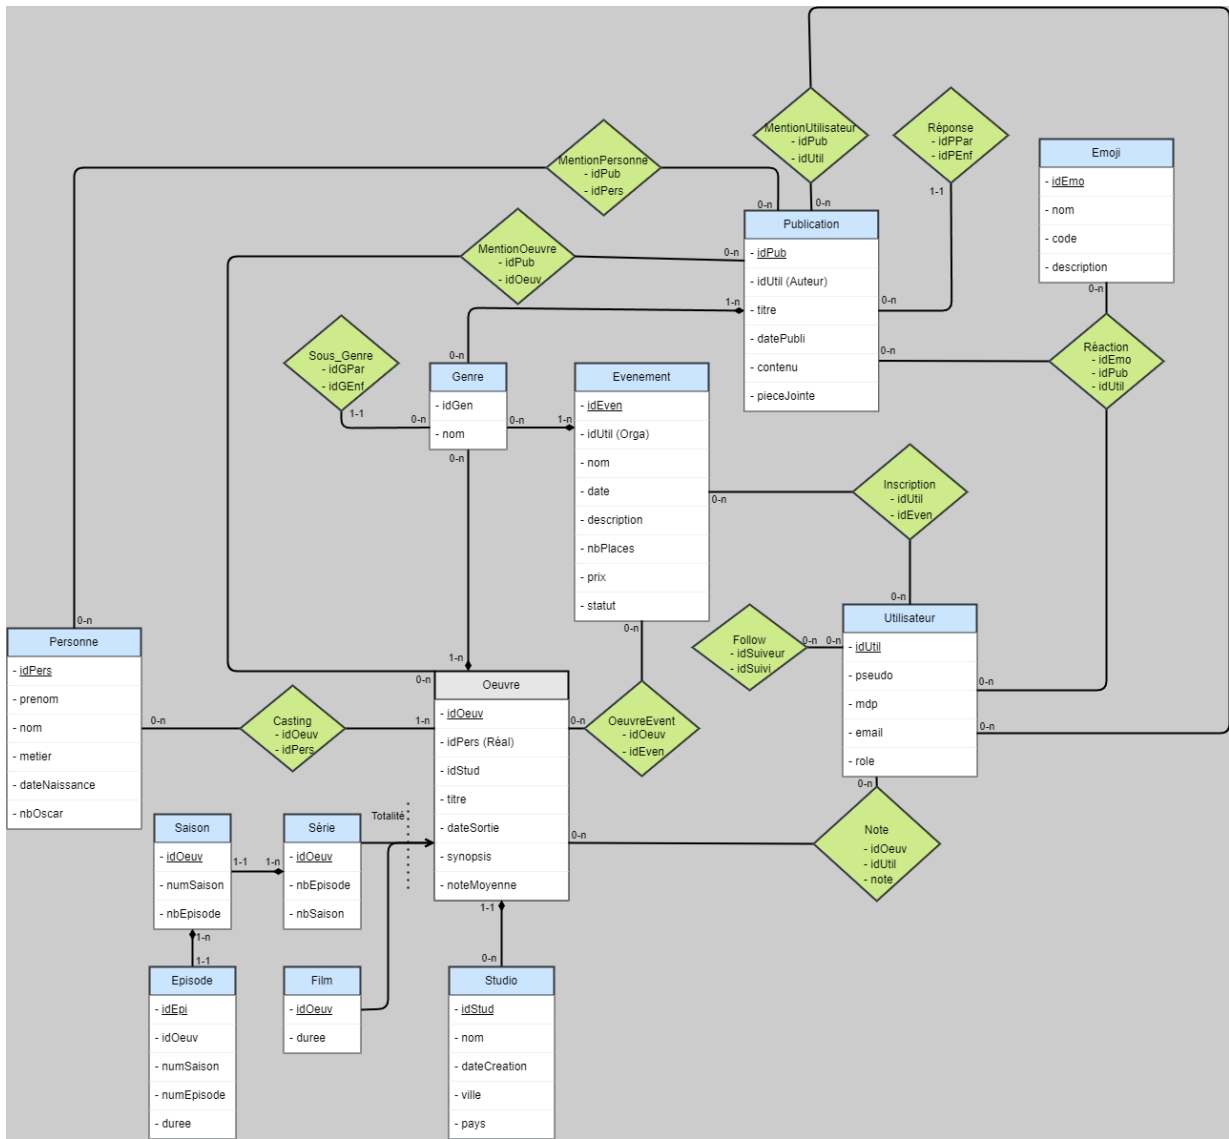 MentionUtilisateur
- idPub
- idUtil
Réponse
- idPPar
- idPEnf
1-1
Emoji
- idEmo
- nom
- code
- description
0-n
MentionPersonne
- idPub
- idPers
0-n
0-n
Publication
- idPub
- idUtil (Auteur)
- titre
- datePubli
- contenu
- pieceJointe
MentionOeuvre
- idPub
- idOeuv
0-n
1-n
0-n
0-n
Réaction
- idEmo
- idPub
- idUtil
Sous_Genre
- idGPar
- idGEnf
1-1
0-n
0-n
Genre
- idGen
- nom
0-n
0-n
1-n
Evenement
- idEven
- idUtil (Orga)
- nom
- date
- description
- nbPlaces
- prix
- statut
0-n
0-n
Inscription
- idUtil
- idEven
0-n
Follow
- idSuiveur
- idSuivi
0-n
0-n
Utilisateur
- idUtil
- pseudo
- mdp
- email
- role
0-n
0-n
0-n
0-n
Personne
- idPers
- prenom
- nom
- metier
- dateNaissance
- nbOscar
0-n
Casting
- idOeuv
- idPers
1-n
1-n
0-n
Oeuvre
- idOeuv
- idPers (Réal)
- idStud
- titre
- dateSortie
- synopsis
- noteMoyenne
0-n
OeuvreEvent
- idOeuv
- idEven
0-n
Note
- idOeuv
- idUtil
- note
Totalité
Saison
- idOeuv
- numSaison
- nbEpisode
1-1
1-n
Série
- idOeuv
- nbEpisode
- nbSaison
1-n
1-1
1-1
0-n
Episode
- idEpi
- idOeuv
- numSaison
- numEpisode
- duree
Film
- idOeuv
- duree
Studio
- idStud
- nom
- dateCreation
- ville
- pays